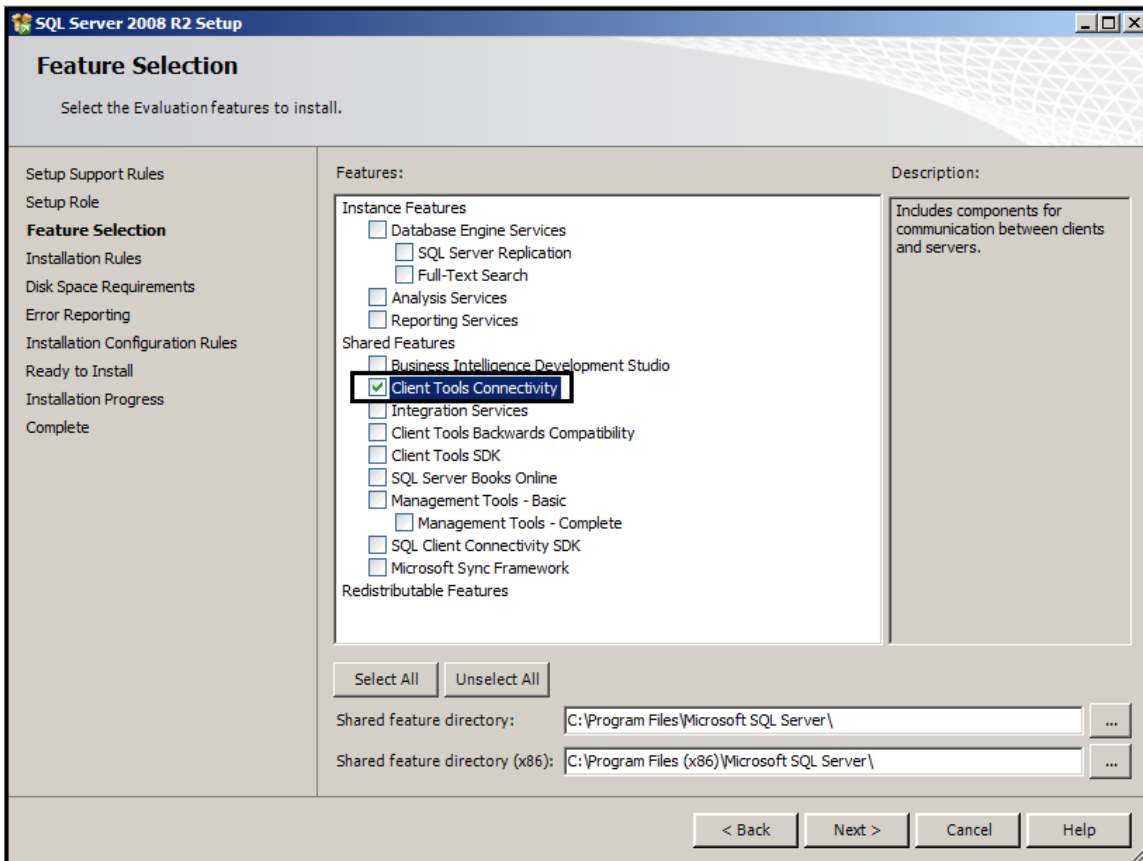 SQL Server 2008 R2 Setup
Feature Selection
Select the Evaluation features to install.
Setup Support Rules
Setup Role
Feature Selection
Installation Rules
Disk Space Requirements
Error Reporting
Installation Configuration Rules
Ready to Install
Installation Progress
Complete
Features:
Instance Features
Database Engine Services
SQL Server Replication
Full-Text Search
Analysis Services
Reporting Services
Shared Features
Business Intelligence Development Studio
Client Tools Connectivity
Integration Services
Client Tools Backwards Compatibility
Client Tools SDK
SQL Server Books Online
Management Tools - Basic
Management Tools - Complete
SQL Client Connectivity SDK
Microsoft Sync Framework
Redistributable Features
Description:
Includes components for
communication between clients
and servers.
Select All
Unselect All
Shared feature directory:
C:\Program Files\Microsoft SQL Server\
...
Shared feature directory (x86):
C:\Program Files (x86)\Microsoft SQL Server\
...
< Back
Next >
Cancel
Help